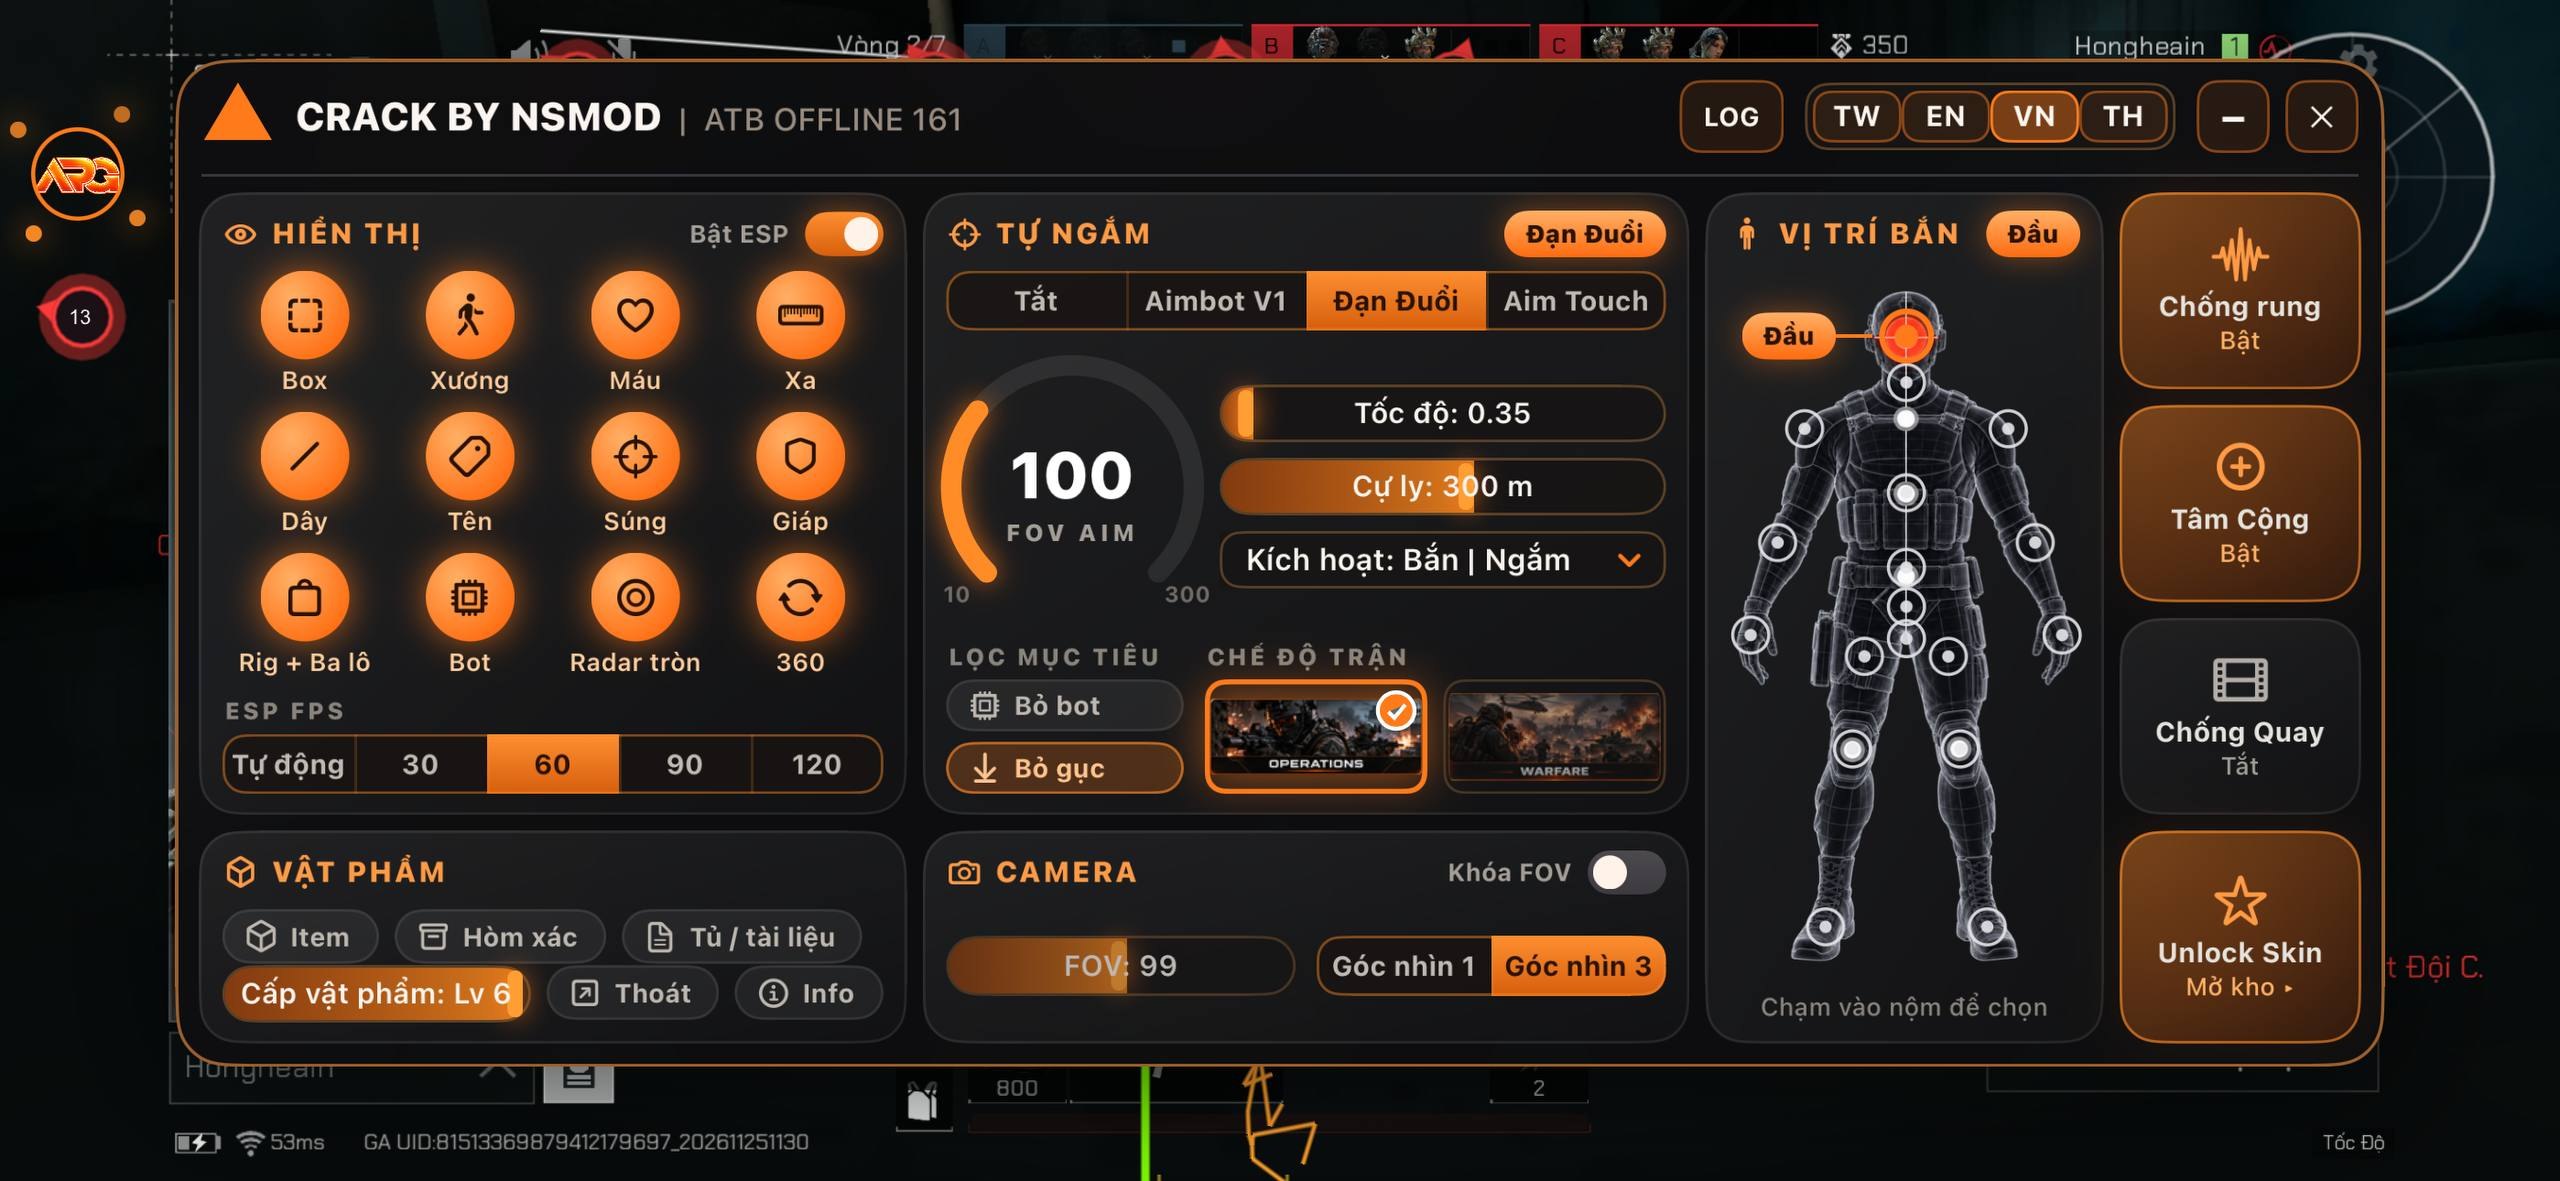 Vòng 2/7
A
B
C
350
Hongheain 1
CRACK BY NSMOD | ATB OFFLINE 161
LOG
TW EN VN TH
APG
13
HIỂN THỊ
Bật ESP
Box Xương Máu Xa
Dây Tên Súng Giáp
Rig + Ba lô Bot Radar tròn 360
ESP FPS
Tự động 30 60 90 120
TỰ NGẮM
Đạn Đuổi
Tắt Aimbot V1 Đạn Đuổi Aim Touch
100
FOV AIM
10 300
Tốc độ: 0.35
Cự ly: 300 m
Kích hoạt: Bắn | Ngắm
LỌC MỤC TIÊU
Bỏ bot
Bỏ gục
CHẾ ĐỘ TRẬN
OPERATIONS
WARFARE
VỊ TRÍ BẮN
Đầu
Đầu
Chạm vào nộm để chọn
Chống rung
Bật
Tâm Cộng
Bật
Chống Quay
Tắt
Unlock Skin
Mở kho
VẬT PHẨM
Item Hòm xác Tủ / tài liệu
Cấp vật phẩm: Lv 6 Thoát Info
CAMERA
Khóa FOV
FOV: 99
Góc nhìn 1 Góc nhìn 3
t Đội C.
Hongheain
800
2
53ms
GA UID:81513369879412179697_202611251130
Tốc Độ